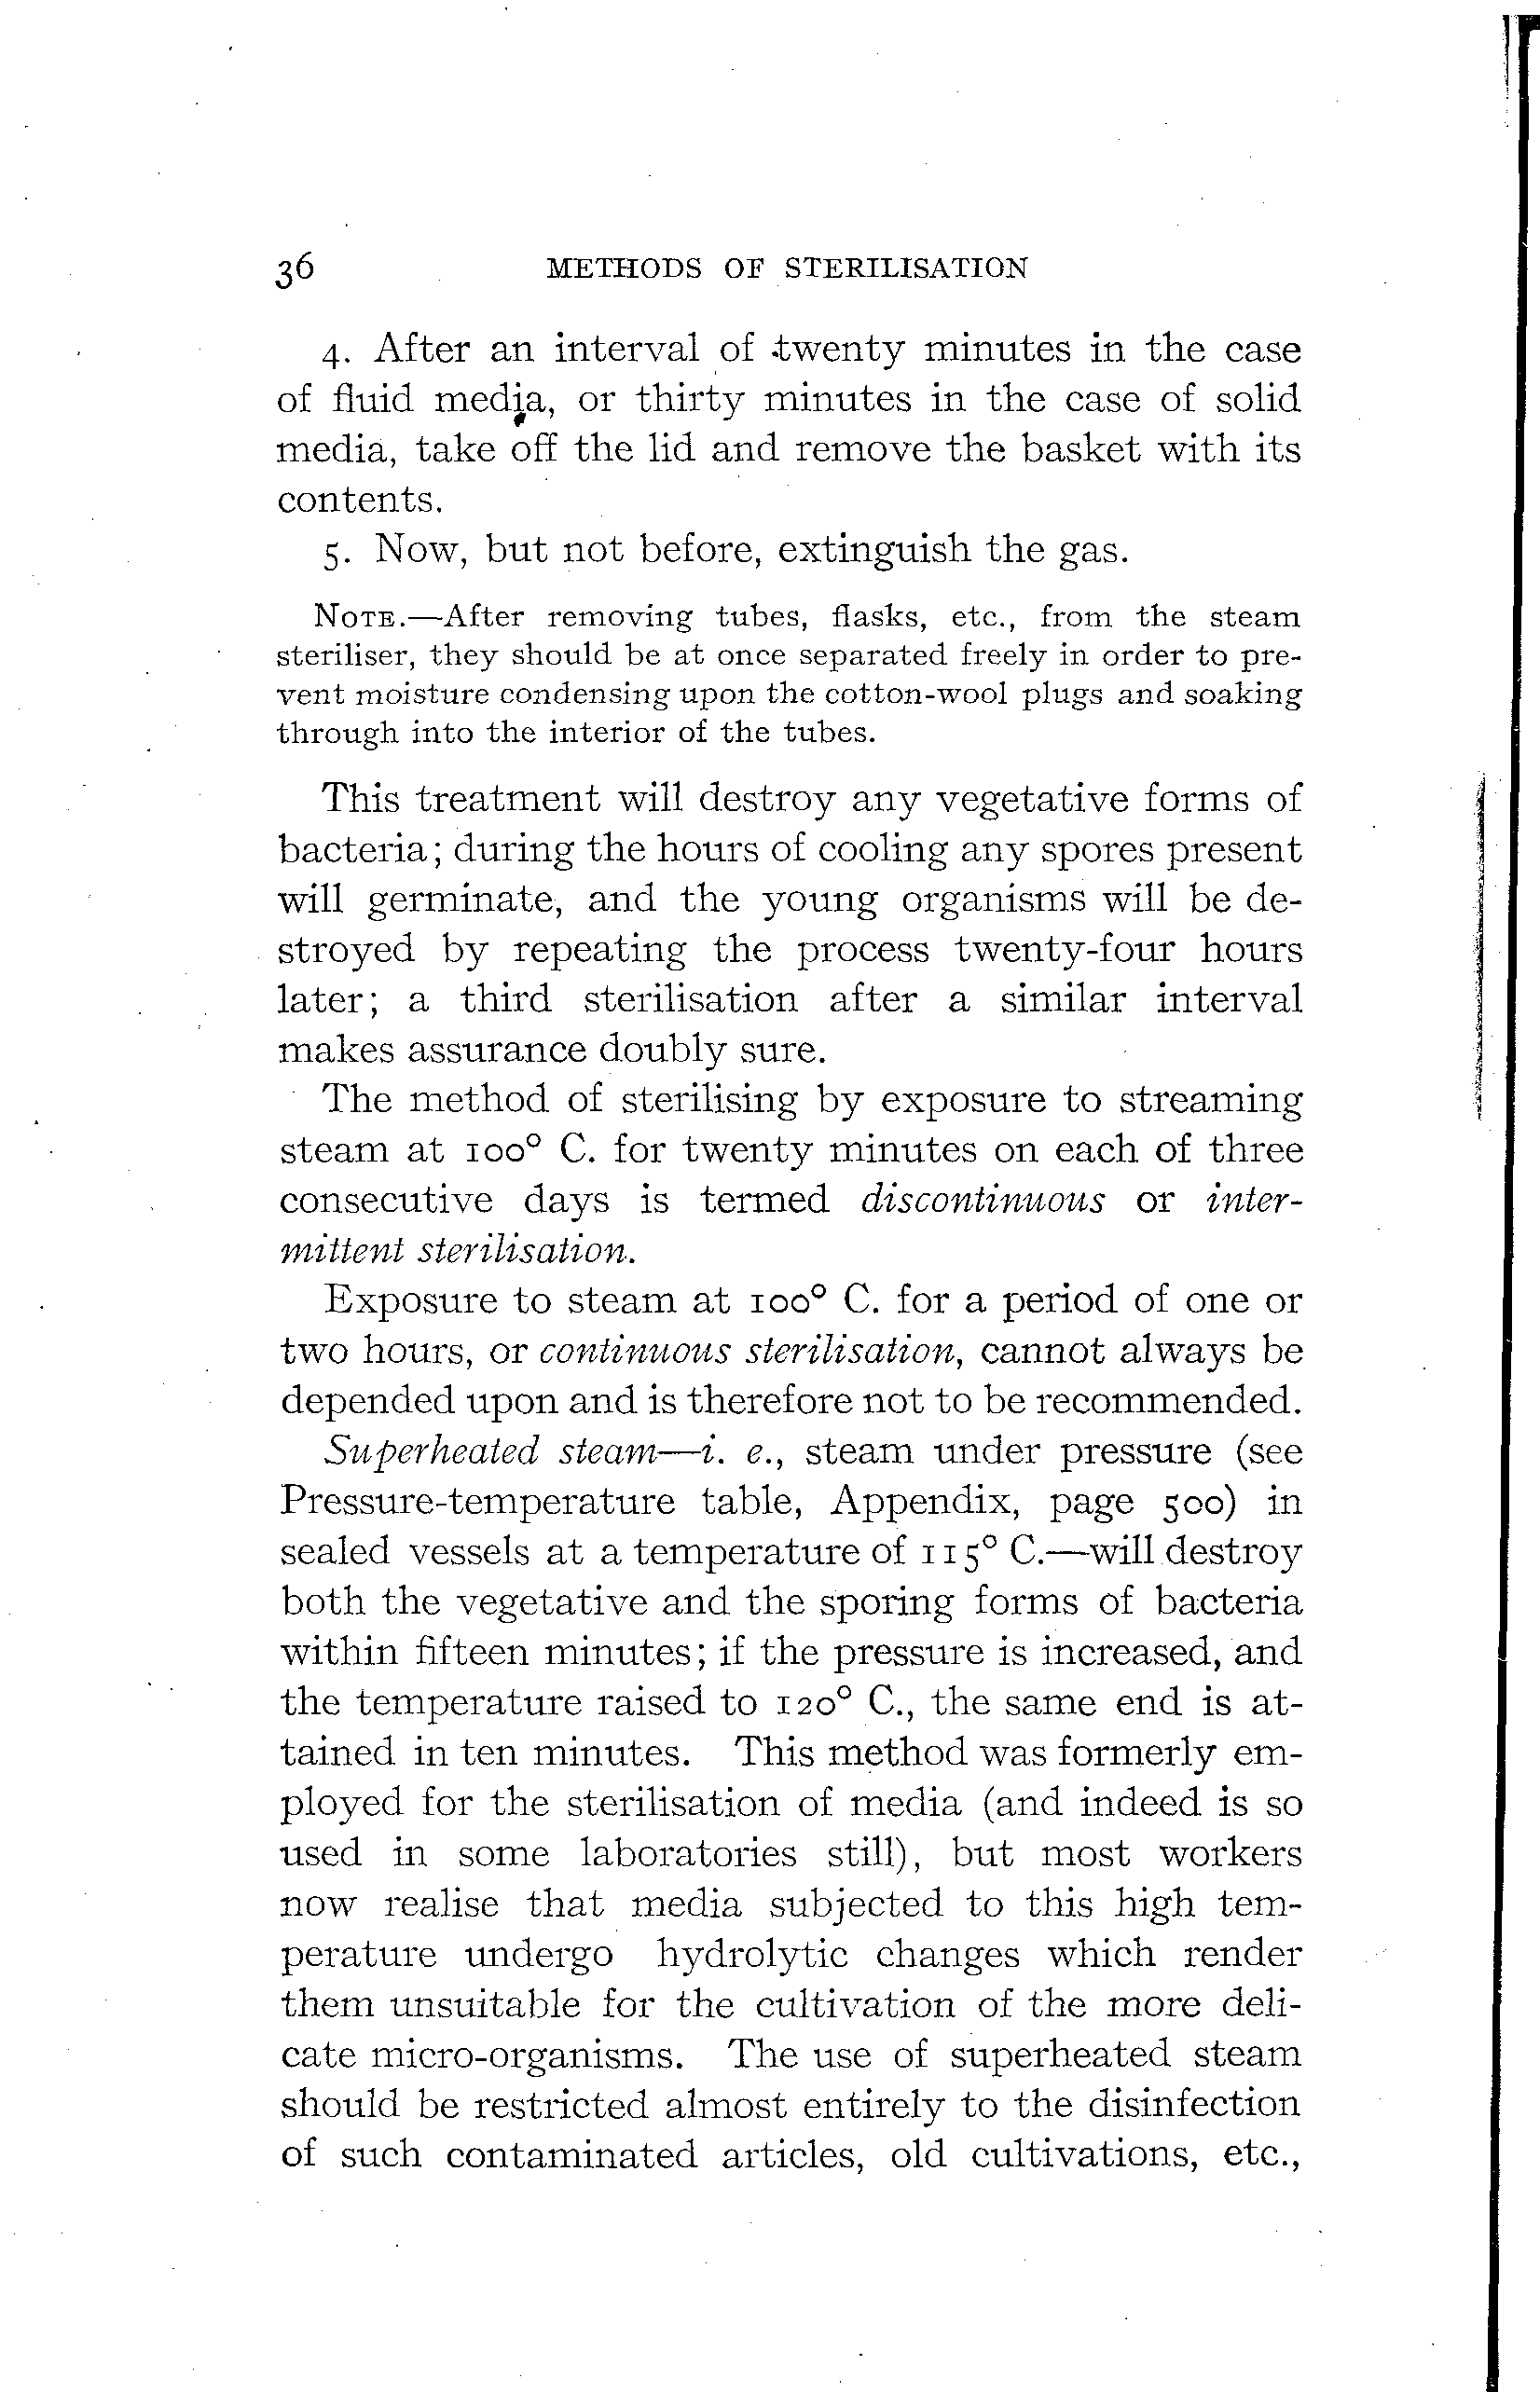 36 METHODS OF STERILISATION
4. After an interval of twenty minutes in the case
of fluid media, or thirty minutes in the case of solid
media, take off the lid and remove the basket with its
contents.
5. Now, but not before, extinguish the gas.
NOTE.—After removing tubes, flasks, etc., from the steam
steriliser, they should be at once separated freely in order to pre-
vent moisture condensing upon the cotton-wool plugs and soaking
through into the interior of the tubes.
This treatment will destroy any vegetative forms of
bacteria; during the hours of cooling any spores present
will germinate, and the young organisms will be de-
stroyed by repeating the process twenty-four hours
later; a third sterilisation after a similar interval
makes assurance doubly sure.
The method of sterilising by exposure to streaming
steam at 100° C. for twenty minutes on each of three
consecutive days is termed discontinuous or inter-
mittent sterilisation.
Exposure to steam at 100° C. for a period of one or
two hours, or continuous sterilisation, cannot always be
depended upon and is therefore not to be recommended.
Superheated steam—i. e., steam under pressure (see
Pressure-temperature table, Appendix, page 500) in
sealed vessels at a temperature of 115° C.—will destroy
both the vegetative and the sporing forms of bacteria
within fifteen minutes; if the pressure is increased, and
the temperature raised to 120° C., the same end is at-
tained in ten minutes. This method was formerly em-
ployed for the sterilisation of media (and indeed is so
used in some laboratories still), but most workers
now realise that media subjected to this high tem-
perature undergo hydrolytic changes which render
them unsuitable for the cultivation of the more deli-
cate micro-organisms. The use of superheated steam
should be restricted almost entirely to the disinfection
of such contaminated articles, old cultivations, etc.,